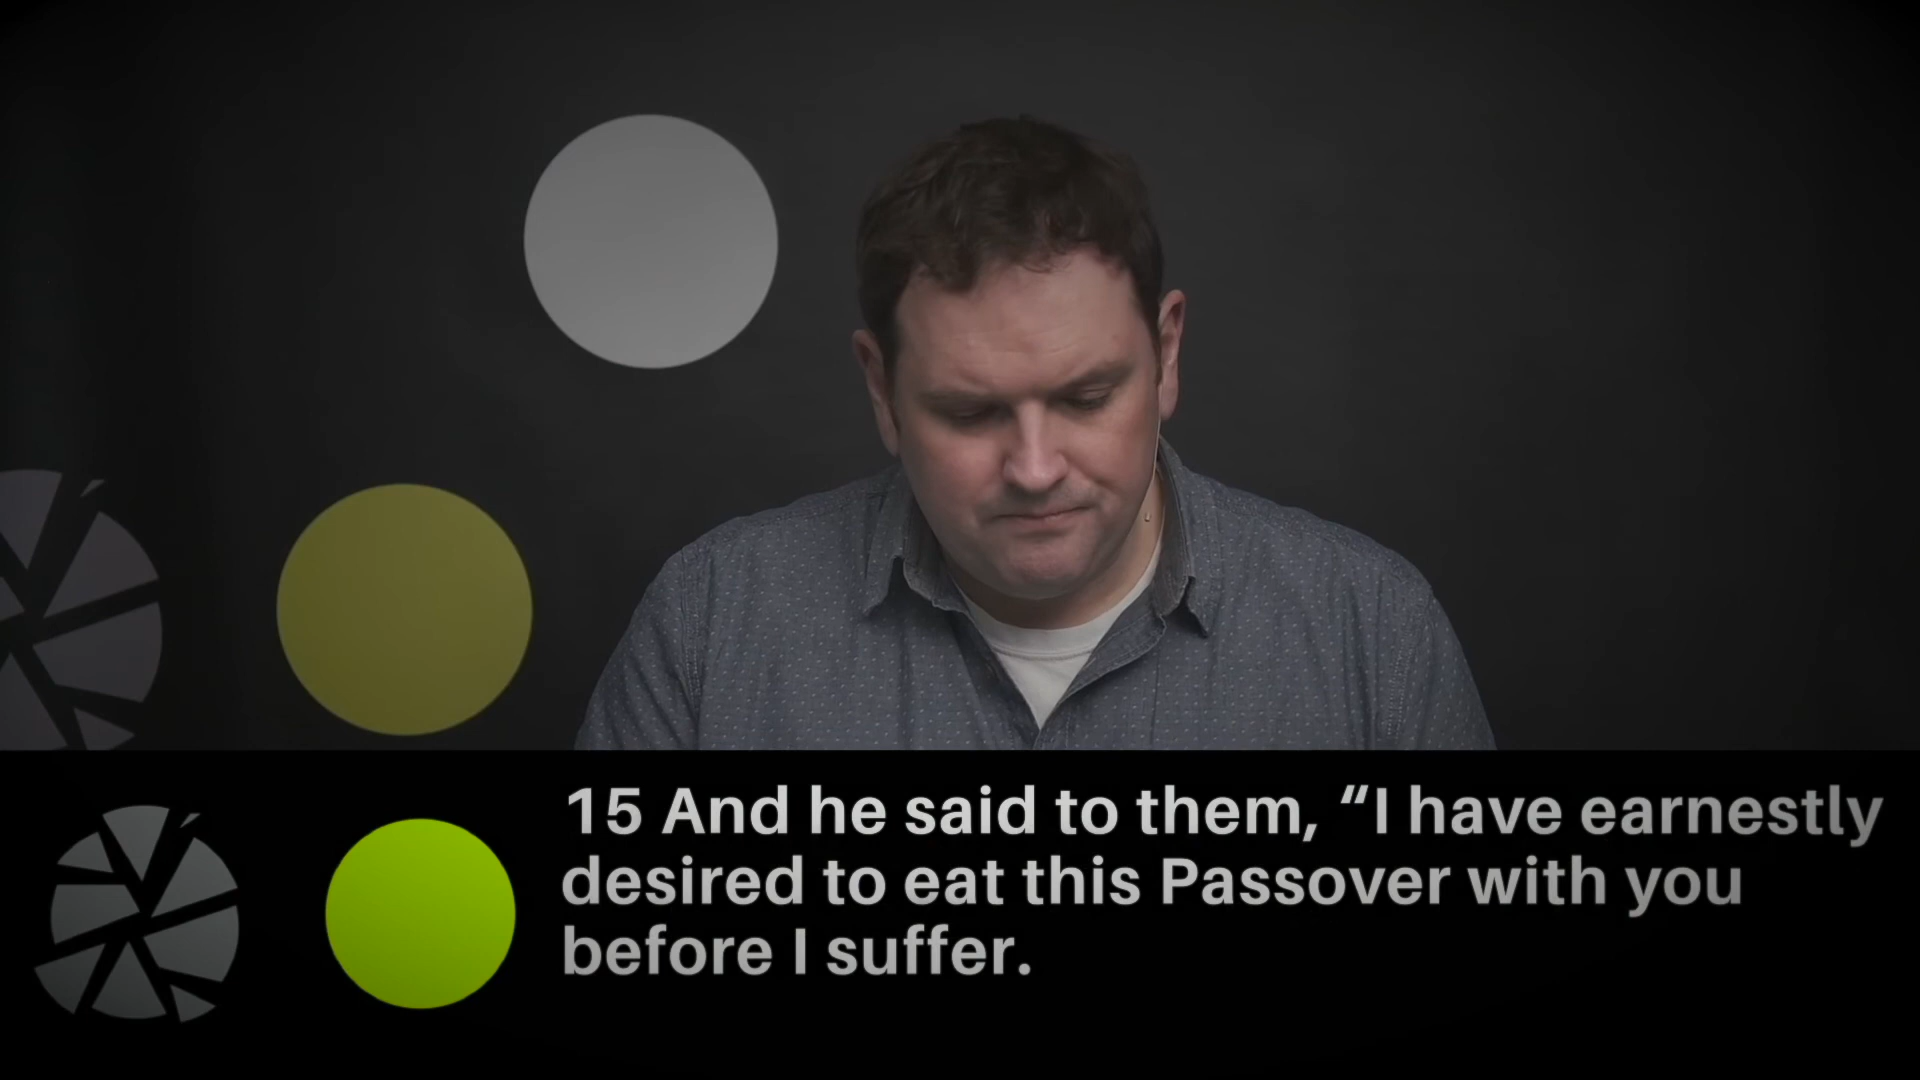 15 And he said to them, “I have earnestly
desired to eat this Passover with you
before I suffer.